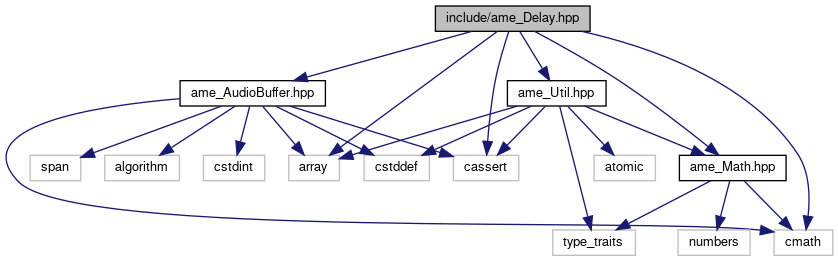 include/ame_Delay.hpp
ame_AudioBuffer.hpp
ame_Util.hpp
span
algorithm
cstdint
array
cstddef
cassert
atomic
ame_Math.hpp
type_traits
numbers
cmath